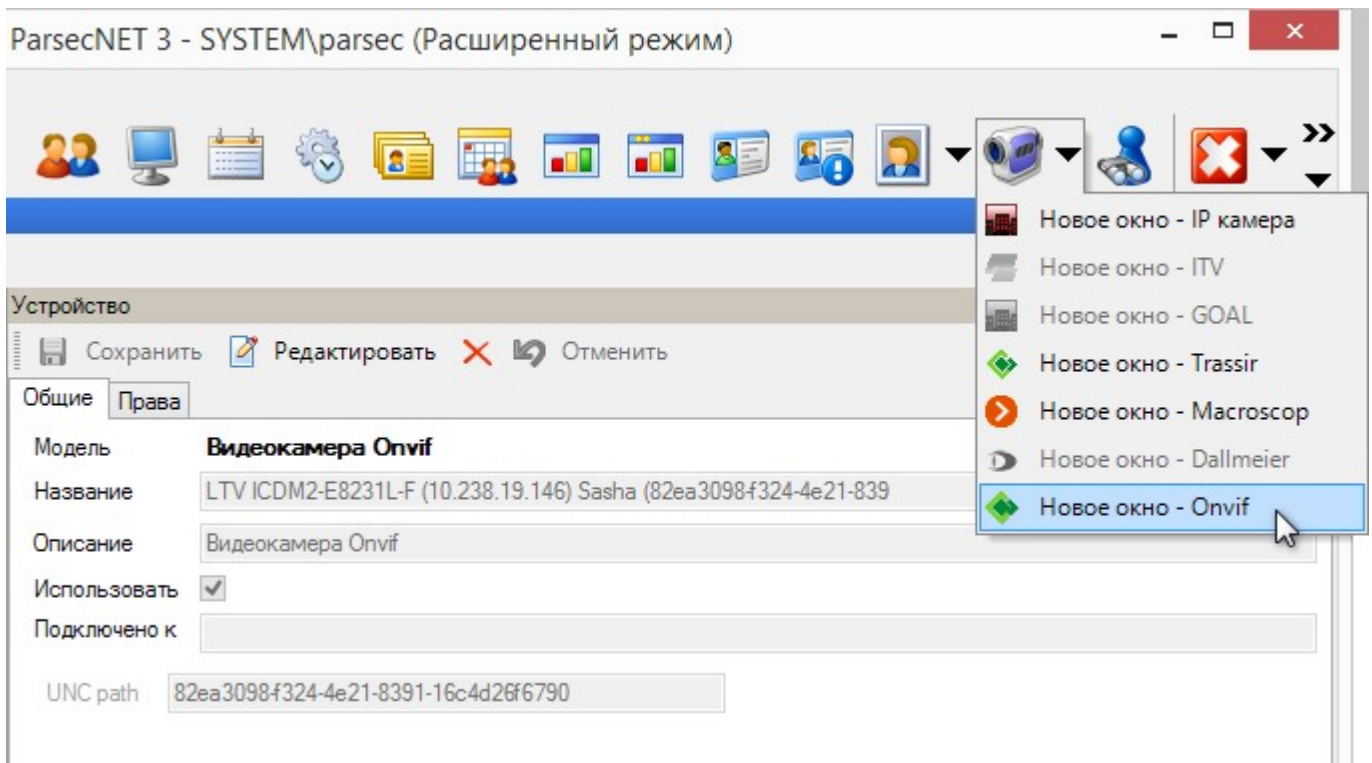 ParsecNET 3 - SYSTEM\parsec (Расширенный режим)
Новое окно - IP камера
Новое окно - ITV
Новое окно - GOAL
Новое окно - Trassir
Новое окно - Macroscop
Новое окно - Dallmeier
Новое окно - Onvif
Устройство
Сохранить Редактировать Отменить
Общие Права
Модель Видеокамера Onvif
Название LTV ICDM2-E8231L-F (10.238.19.146) Sasha (82ea3098-f324-4e21-839
Описание Видеокамера Onvif
Использовать
Подключено к
UNC path 82ea3098-f324-4e21-8391-16c4d26f6790